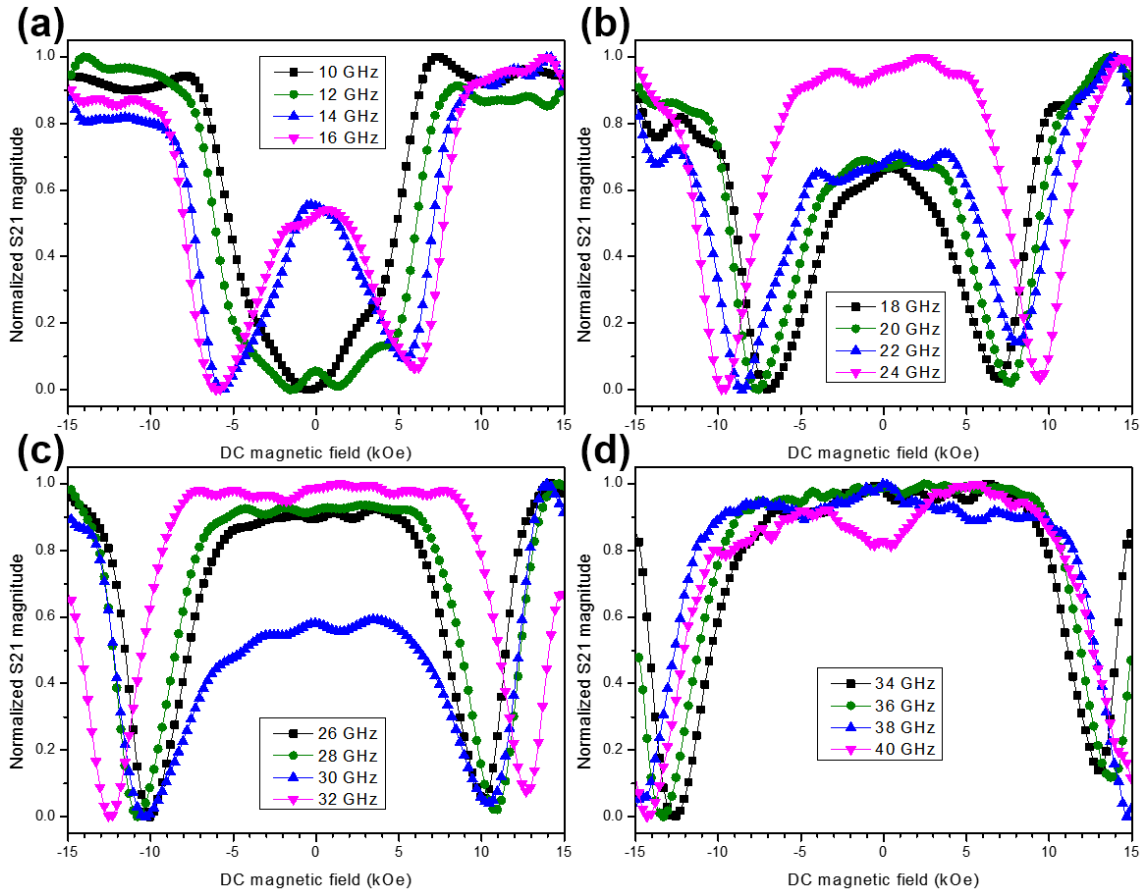 (a)
1.0
0.8
0.6
0.4
0.2
0.0
Normalized S21 magnitude
10 GHz
12 GHz
14 GHz
16 GHz
-15 -10 -5 0 5 10 15
DC magnetic field (kOe)
(b)
1.0
0.8
0.6
0.4
0.2
0.0
Normalized S21 magnitude
18 GHz
20 GHz
22 GHz
24 GHz
-15 -10 -5 0 5 10 15
DC magnetic field (kOe)
(c)
1.0
0.8
0.6
0.4
0.2
0.0
Normalized S21 magnitude
26 GHz
28 GHz
30 GHz
32 GHz
-15 -10 -5 0 5 10 15
DC magnetic field (kOe)
(d)
1.0
0.8
0.6
0.4
0.2
0.0
Normalized S21 magnitude
34 GHz
36 GHz
38 GHz
40 GHz
-15 -10 -5 0 5 10 15
DC magnetic field (kOe)